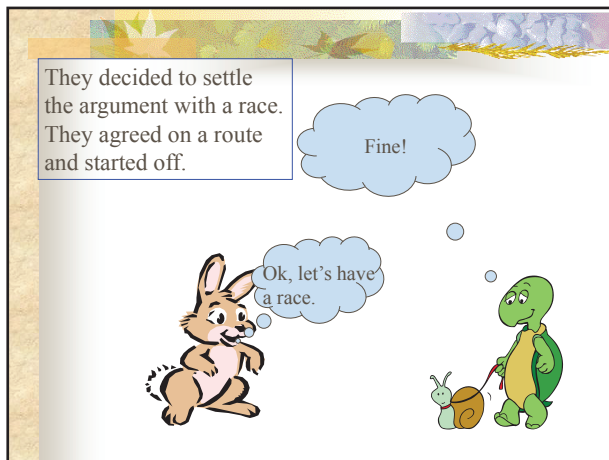 They decided to settle
the argument with a race.
They agreed on a route
and started off.
Fine!
Ok, let’s have
a race.